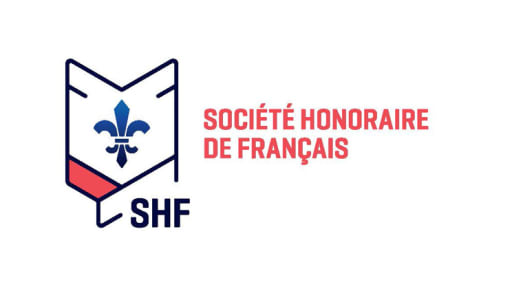 SOCIÉTÉ HONORAIRE
DE FRANÇAIS
SHF